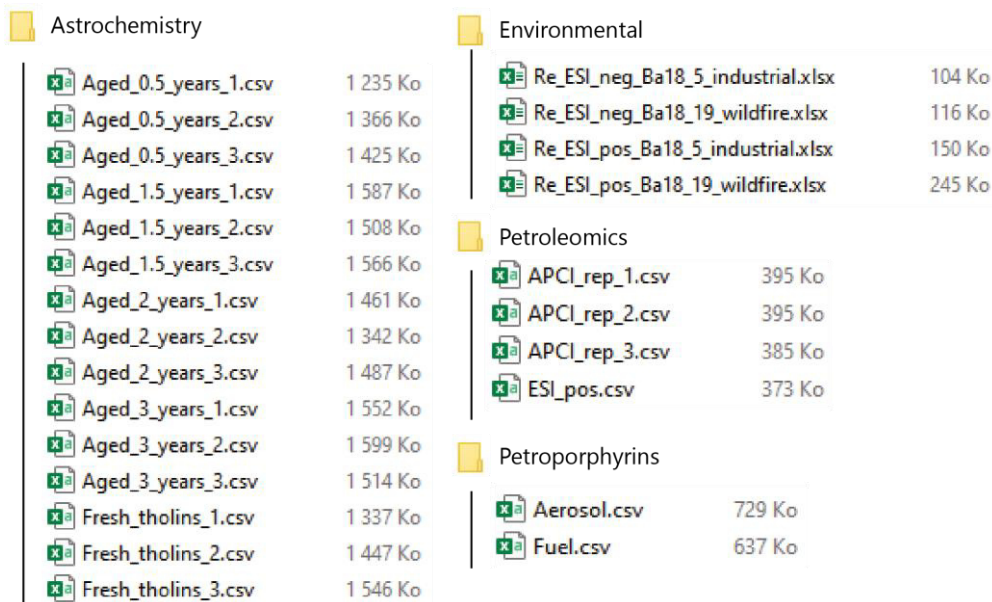 Astrochemistry
Aged_0.5_years_1.csv 1 235 Ko
Aged_0.5_years_2.csv 1 366 Ko
Aged_0.5_years_3.csv 1 425 Ko
Aged_1.5_years_1.csv 1 587 Ko
Aged_1.5_years_2.csv 1 508 Ko
Aged_1.5_years_3.csv 1 566 Ko
Aged_2_years_1.csv 1 461 Ko
Aged_2_years_2.csv 1 342 Ko
Aged_2_years_3.csv 1 487 Ko
Aged_3_years_1.csv 1 552 Ko
Aged_3_years_2.csv 1 599 Ko
Aged_3_years_3.csv 1 514 Ko
Fresh_tholins_1.csv 1 337 Ko
Fresh_tholins_2.csv 1 447 Ko
Fresh_tholins_3.csv 1 546 Ko
Environmental
Re_ESI_neg_Ba18_5_industrial.xlsx 104 Ko
Re_ESI_neg_Ba18_19_wildfire.xlsx 116 Ko
Re_ESI_pos_Ba18_5_industrial.xlsx 150 Ko
Re_ESI_pos_Ba18_19_wildfire.xlsx 245 Ko
Petroleomics
APCI_rep_1.csv 395 Ko
APCI_rep_2.csv 395 Ko
APCI_rep_3.csv 385 Ko
ESI_pos.csv 373 Ko
Petroporphyrins
Aerosol.csv 729 Ko
Fuel.csv 637 Ko